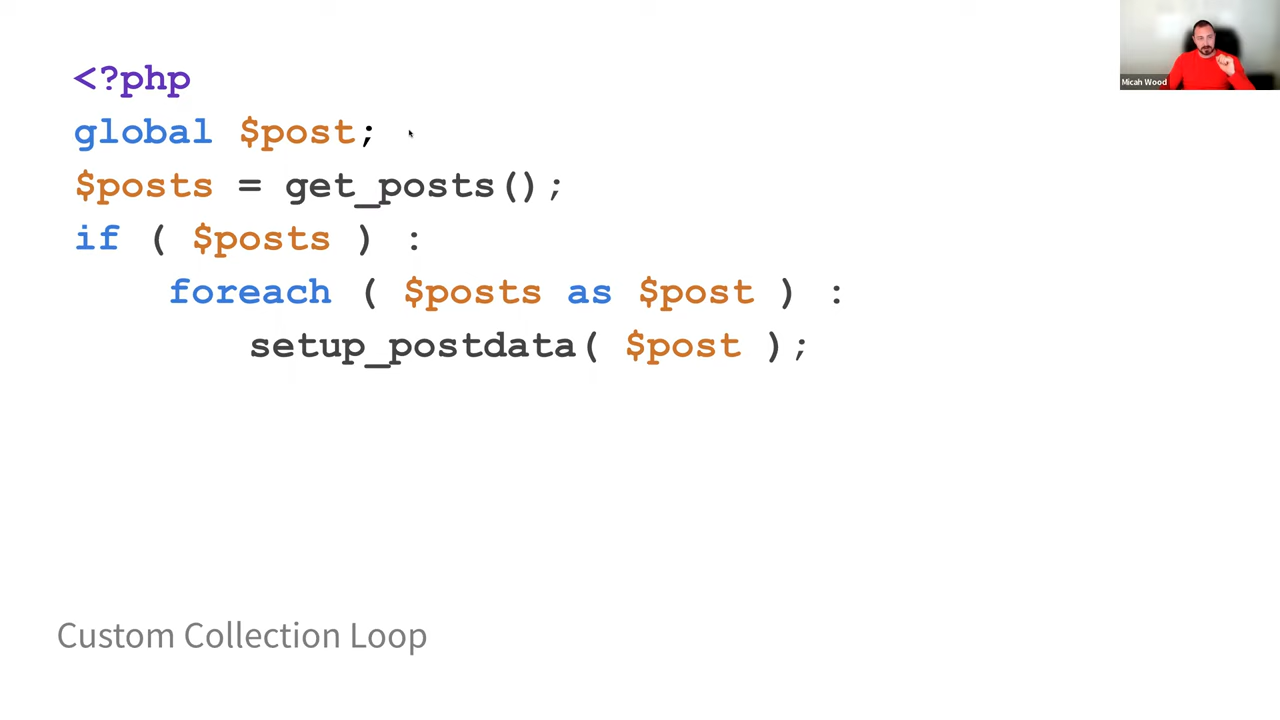 <?php
global $post;
$posts = get_posts();
if ( $posts ) :
foreach ( $posts as $post ) :
setup_postdata( $post );
Custom Collection Loop
Micah Wood